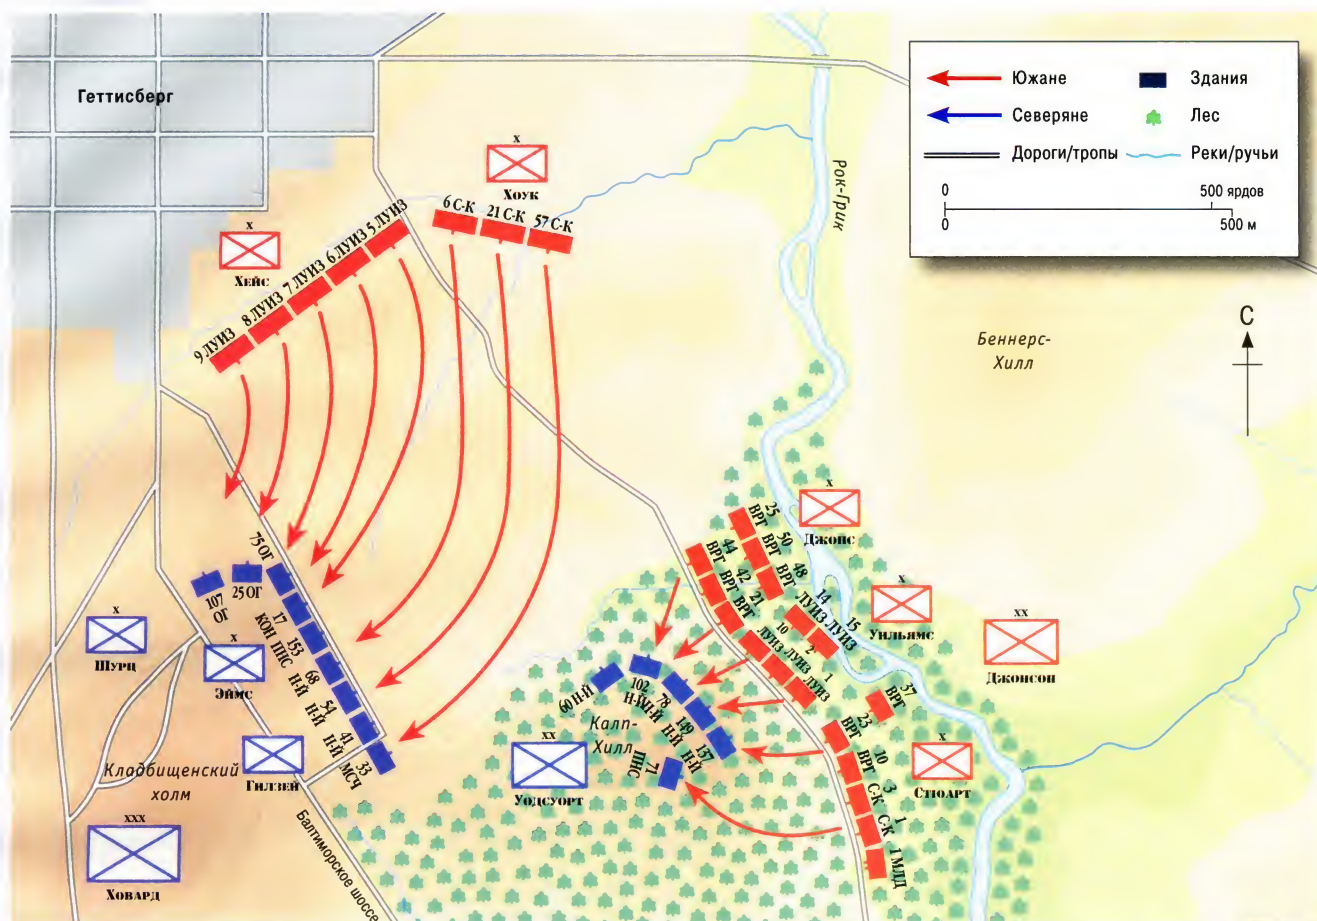 Геттисберг
Южане
Северяне
Дороги/тропы
Здания
Лес
Реки/ручьи
0
500 ярдов
0
500 м
С
Беннерс-
Хилл
Рок-Грик
x
Хоук
6 С-К
21 С-К
57 С-К
x
Хейс
9 ЛУИЗ
8 ЛУИЗ
7 ЛУИЗ
6 ЛУИЗ
5 ЛУИЗ
x
Джонс
25
ВРГ
50
ВРГ
48
ВРГ
44
ВРГ
42
ВРГ
21
ВРГ
x
Уильямс
14
ЛУИЗ
15
ЛУИЗ
10
ЛУИЗ
2
ЛУИЗ
1
ЛУИЗ
xx
Джонсон
37
ВРГ
23
ВРГ
10
ВРГ
3
С-К
1
С-К
1 МЛД
x
Стюарт
75 ОГ
25 ОГ
107
ОГ
17
КОН
153
ПНС
68
Н-Й
54
Н-Й
41
Н-Й
33
МСЧ
x
Шурц
x
Эймс
Гилзей
Кладбищенский
холм
xxx
Ховард
Балтиморское шоссе
60 Н-Й
102
Н-Й
78
Н-Й
149
Н-Й
137
Н-Й
71
ПНС
Калп-
Хилл
xx
Уодсуорт